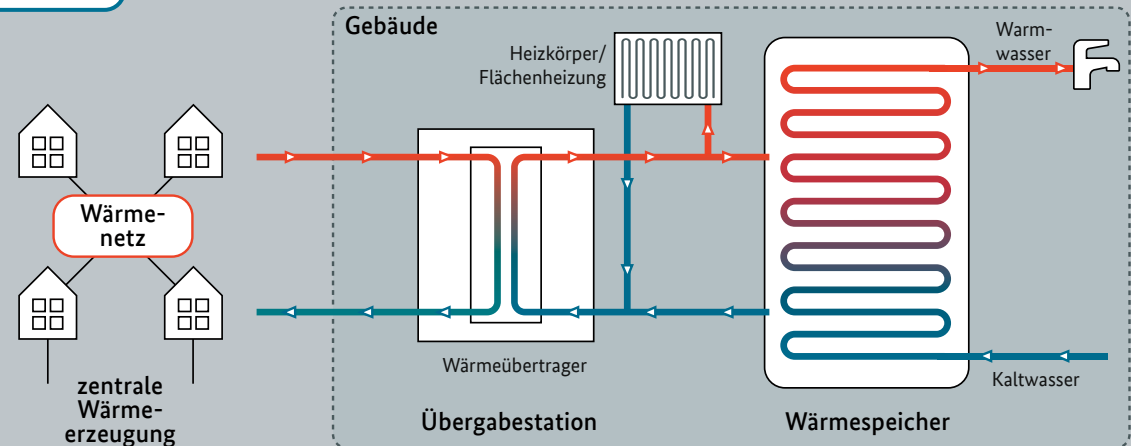 Gebäude
Heizkörper/
Flächenheizung
Warm-
wasser
Wärme-
netz
Wärmeübertrager
Kaltwasser
zentrale
Wärme-
erzeugung
Übergabestation
Wärmespeicher